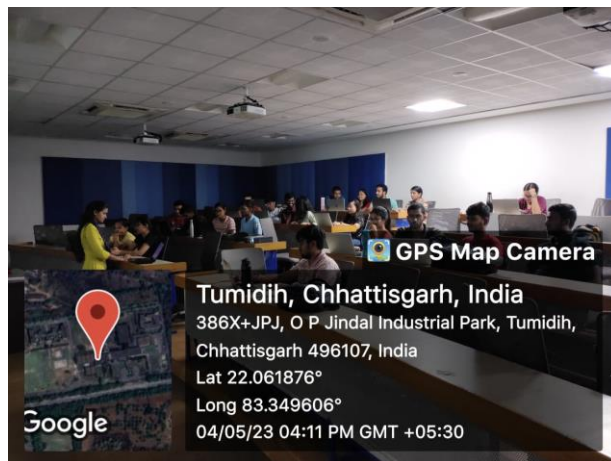 GPS Map Camera
Tumidih, Chhattisgarh, India
386X+JPJ, O P Jindal Industrial Park, Tumidih,
Chhattisgarh 496107, India
Lat 22.061876°
Long 83.349606°
04/05/23 04:11 PM GMT +05:30
Google